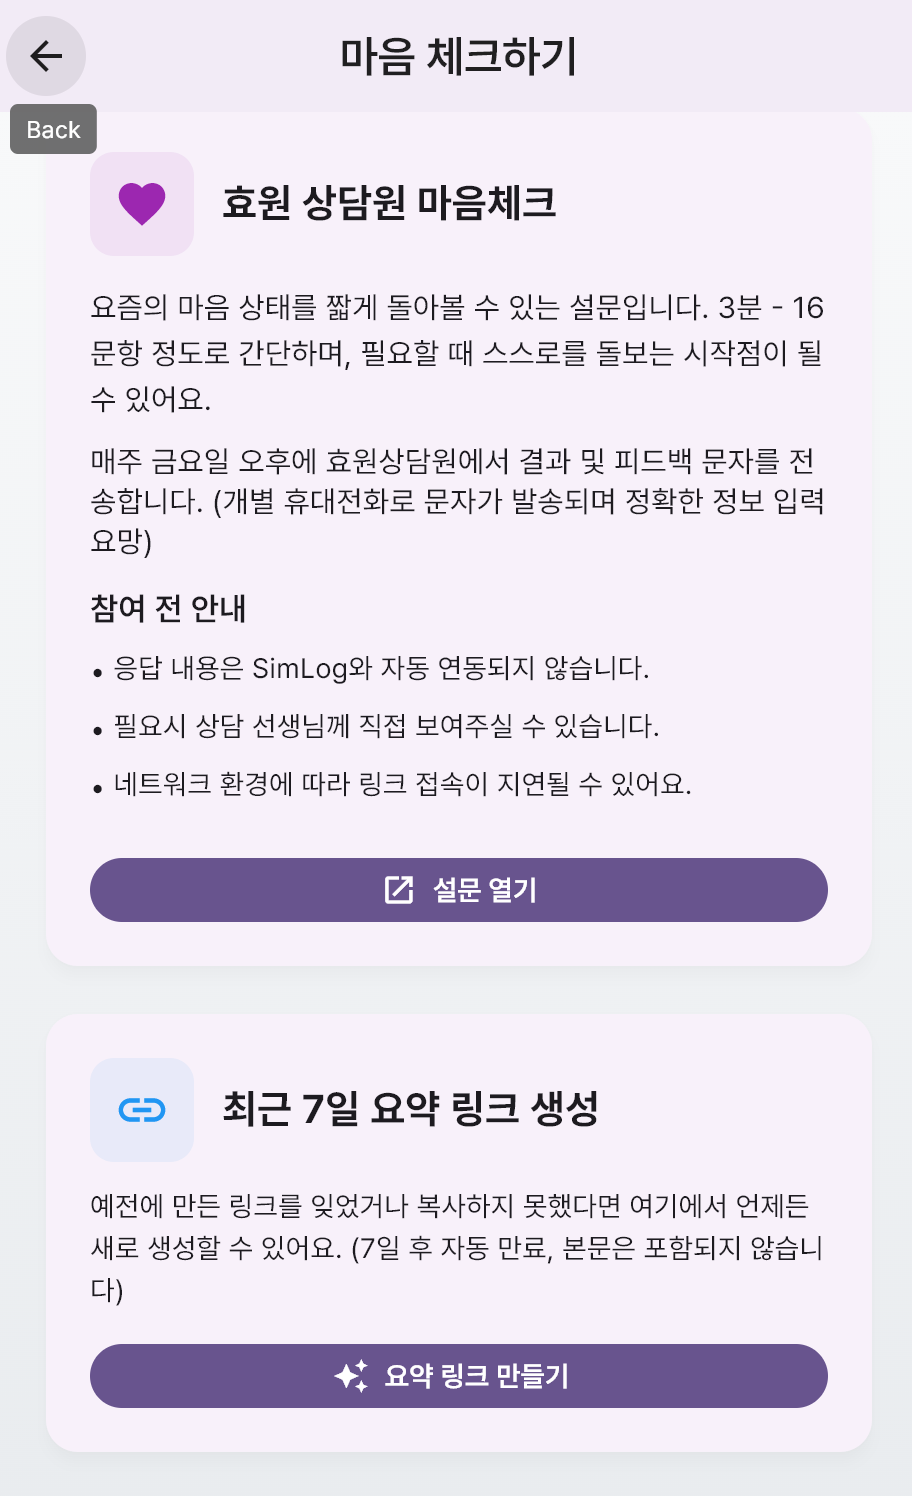 마음 체크하기
Back
효원 상담원 마음체크
요즘의 마음 상태를 짧게 돌아볼 수 있는 설문입니다. 3분 - 16
문항 정도로 간단하며, 필요할 때 스스로를 돌보는 시작점이 될
수 있어요.
매주 금요일 오후에 효원상담원에서 결과 및 피드백 문자를 전
송합니다. (개별 휴대전화로 문자가 발송되며 정확한 정보 입력
요망)
참여 전 안내
• 응답 내용은 SimLog와 자동 연동되지 않습니다.
• 필요시 상담 선생님께 직접 보여주실 수 있습니다.
• 네트워크 환경에 따라 링크 접속이 지연될 수 있어요.
설문 열기
최근 7일 요약 링크 생성
예전에 만든 링크를 잊었거나 복사하지 못했다면 여기에서 언제든
새로 생성할 수 있어요. (7일 후 자동 만료, 본문은 포함되지 않습니
다)
요약 링크 만들기